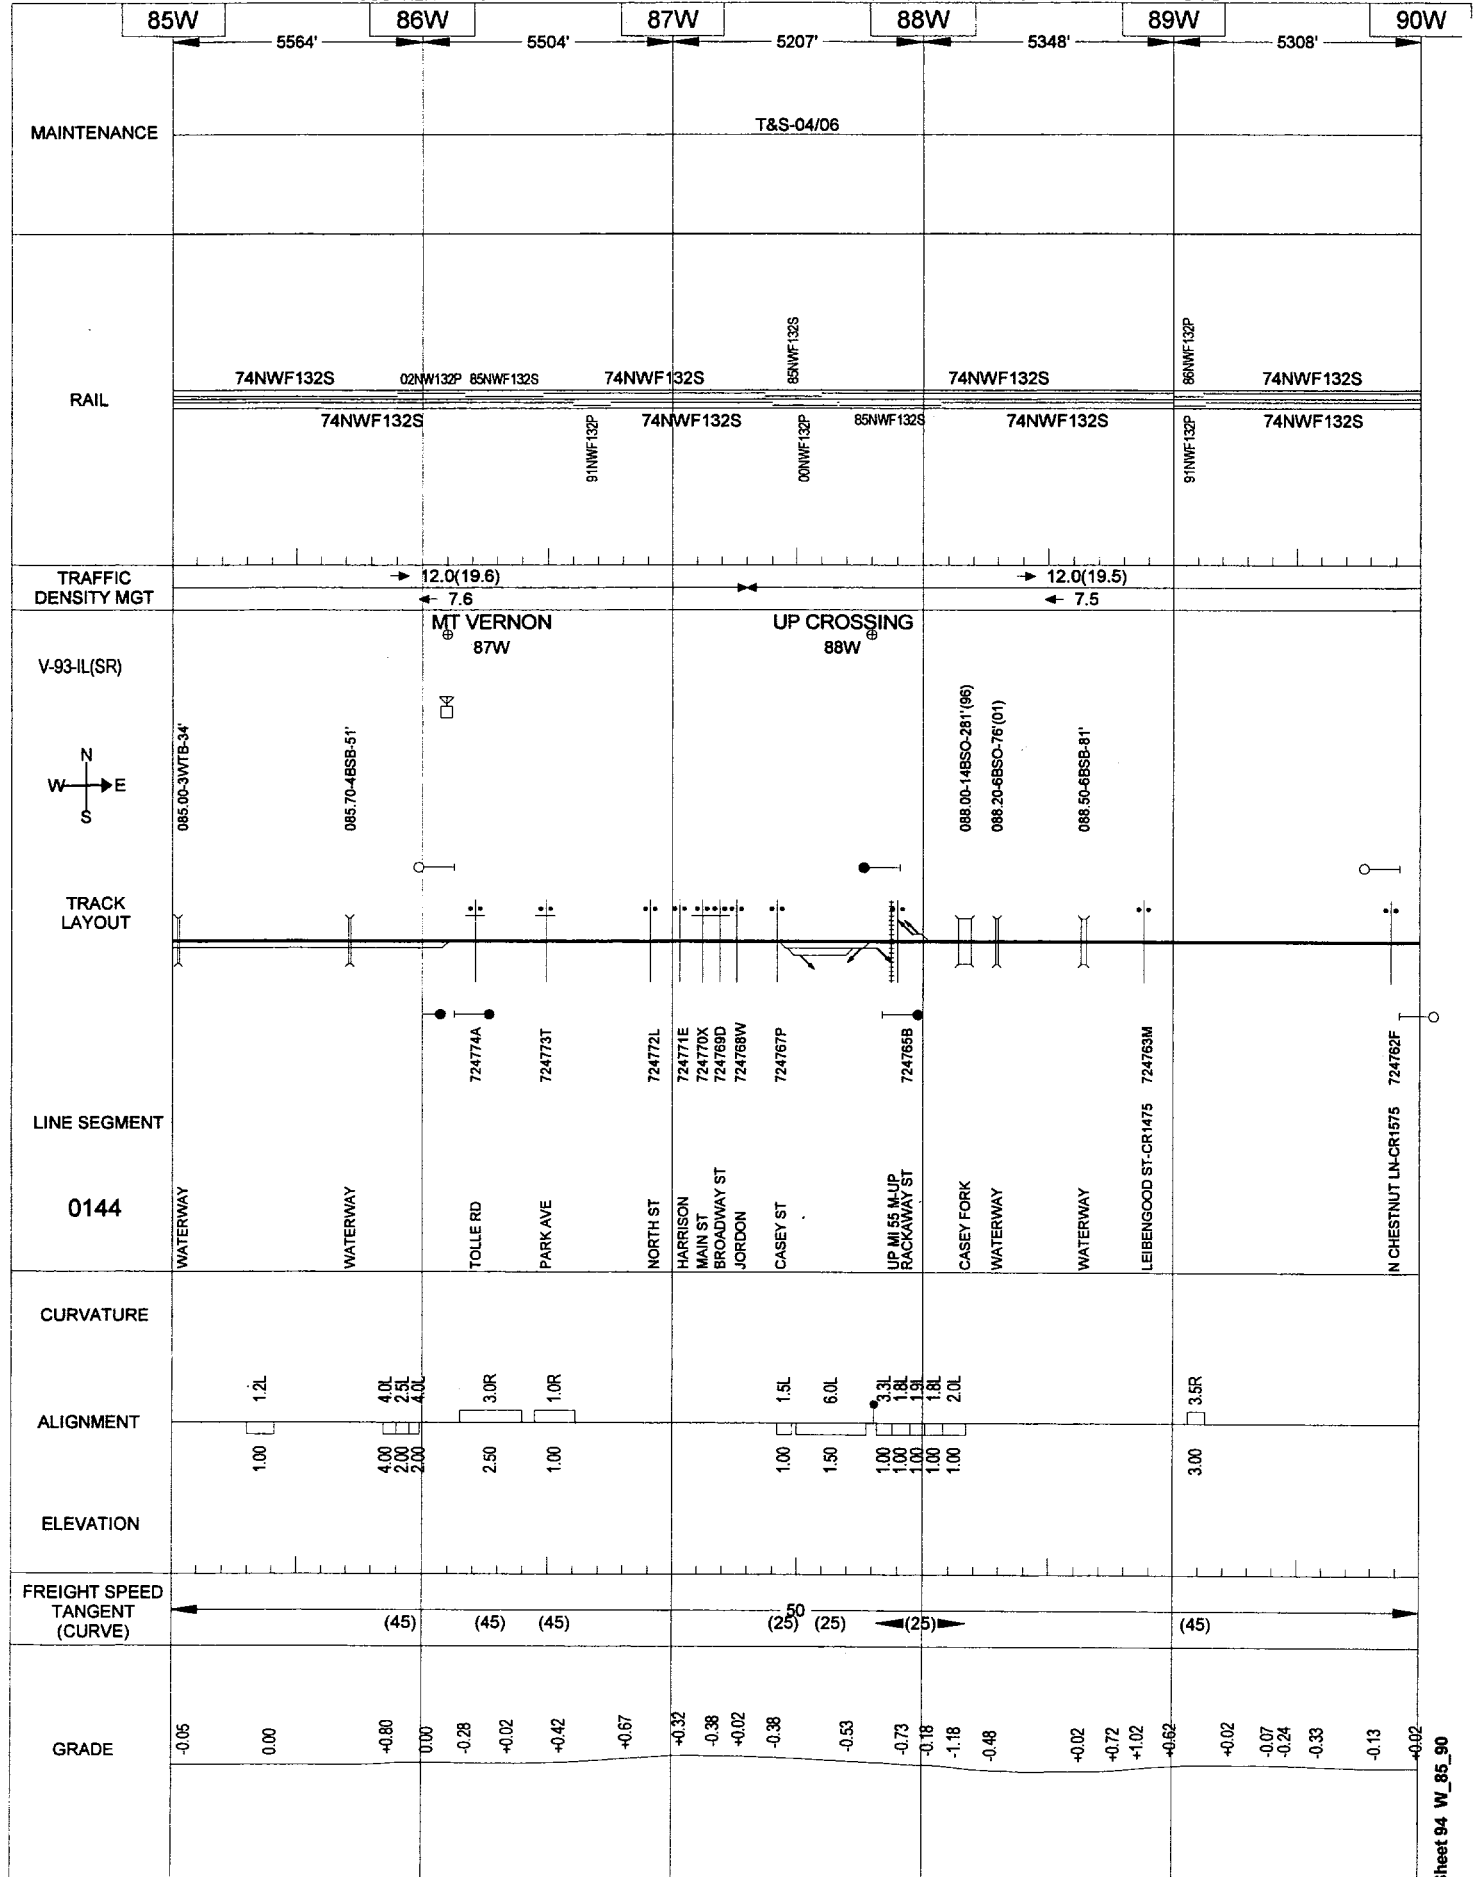 85W 86W 87W 88W 89W 90W
5564' 5504' 5207' 5348' 5308'
MAINTENANCE
T&S-04/06
RAIL
74NWF132S 02NW132P 85NWF132S 74NWF132S 85NWF132S 74NWF132S 86NWF132P 74NWF132S
74NWF132S 91NWF132P 74NWF132S 00NWF132P 85NWF132S 74NWF132S 91NWF132P 74NWF132S
TRAFFIC
DENSITY MGT
12.0(19.6) 12.0(19.5)
7.6 7.5
MT VERNON UP CROSSING
87W 88W
V-93-IL(SR)
N
W E
S
085.00-3WTB-34' 085.70-4BSB-51' 088.00-14BSO-281'(96) 088.20-6BSO-76'(01) 088.50-6BSB-81'
TRACK
LAYOUT
724774A 724773T 724772L 724771E 724770X 724769D 724768W 724767P 724765B 724763M 724762F
LINE SEGMENT
0144
WATERWAY
WATERWAY
TOLLE RD
PARK AVE
NORTH ST
HARRISON
MAIN ST
BROADWAY ST
JORDON
CASEY ST
UP MI 55 M-UP
RACKAWAY ST
CASEY FORK
WATERWAY
WATERWAY
LEIBENGOOD ST-CR1475
N CHESTNUT LN-CR1575
CURVATURE
1.2L 4.0L 2.5L 4.0L 3.0R 1.0R 1.5L 6.0L 3.3L 1.8L 1.9L 1.8L 2.0L 3.5R
ALIGNMENT
1.00 4.00 2.00 2.00 2.50 1.00 1.00 1.50 1.00 1.00 1.00 1.00 1.00 3.00
ELEVATION
FREIGHT SPEED
TANGENT
(CURVE)
50
(45) (45) (45) (25) (25) (25) (45)
GRADE
-0.05 0.00 +0.80 0.00 -0.28 +0.02 +0.42 +0.67 +0.32 -0.38 +0.02 -0.38 -0.53 -0.73 -0.18 -1.18 -0.48 +0.02 +0.72 +1.02 +0.62 +0.02 -0.07 -0.24 -0.33 -0.13 +0.02
heet 94 W_85_90